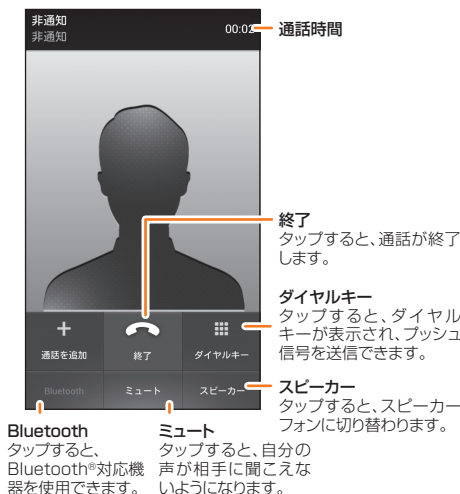 非通知
非通知
00:02
通話時間
終了
タップすると、通話が終了
します。
ダイヤルキー
タップすると、ダイヤル
キーが表示され、プッシュ
信号を送信できます。
通話を追加
終了
ダイヤルキー
Bluetooth
ミュート
スピーカー
スピーカー
タップすると、スピーカー
フォンに切り替わります。
Bluetooth
タップすると、
Bluetooth®対応機
器を使用できます。
ミュート
タップすると、自分の
声が相手に聞こえな
いようになります。